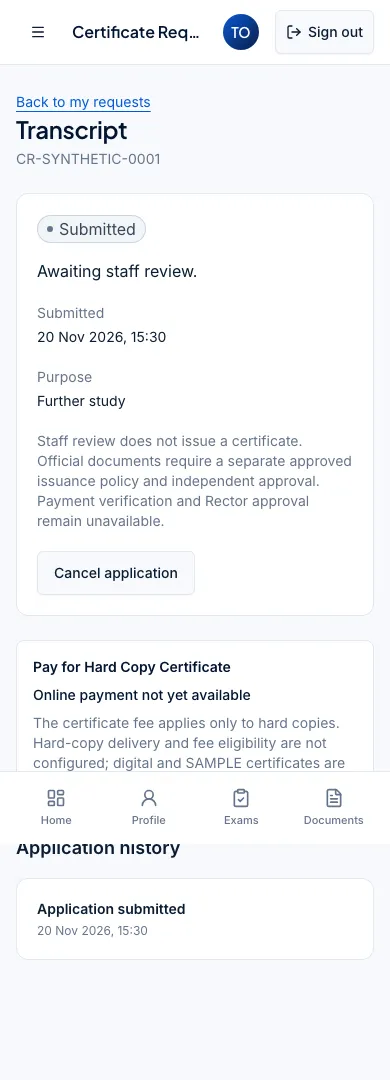 Certificate Req...
TO
Sign out
Back to my requests
Transcript
CR-SYNTHETIC-0001
Submitted
Awaiting staff review.
Submitted
20 Nov 2026, 15:30
Purpose
Further study
Staff review does not issue a certificate.
Official documents require a separate approved
issuance policy and independent approval.
Payment verification and Rector approval
remain unavailable.
Cancel application
Pay for Hard Copy Certificate
Online payment not yet available
The certificate fee applies only to hard copies.
Hard-copy delivery and fee eligibility are not
configured; digital and SAMPLE certificates are
Home
Profile
Exams
Documents
Application history
Application submitted
20 Nov 2026, 15:30